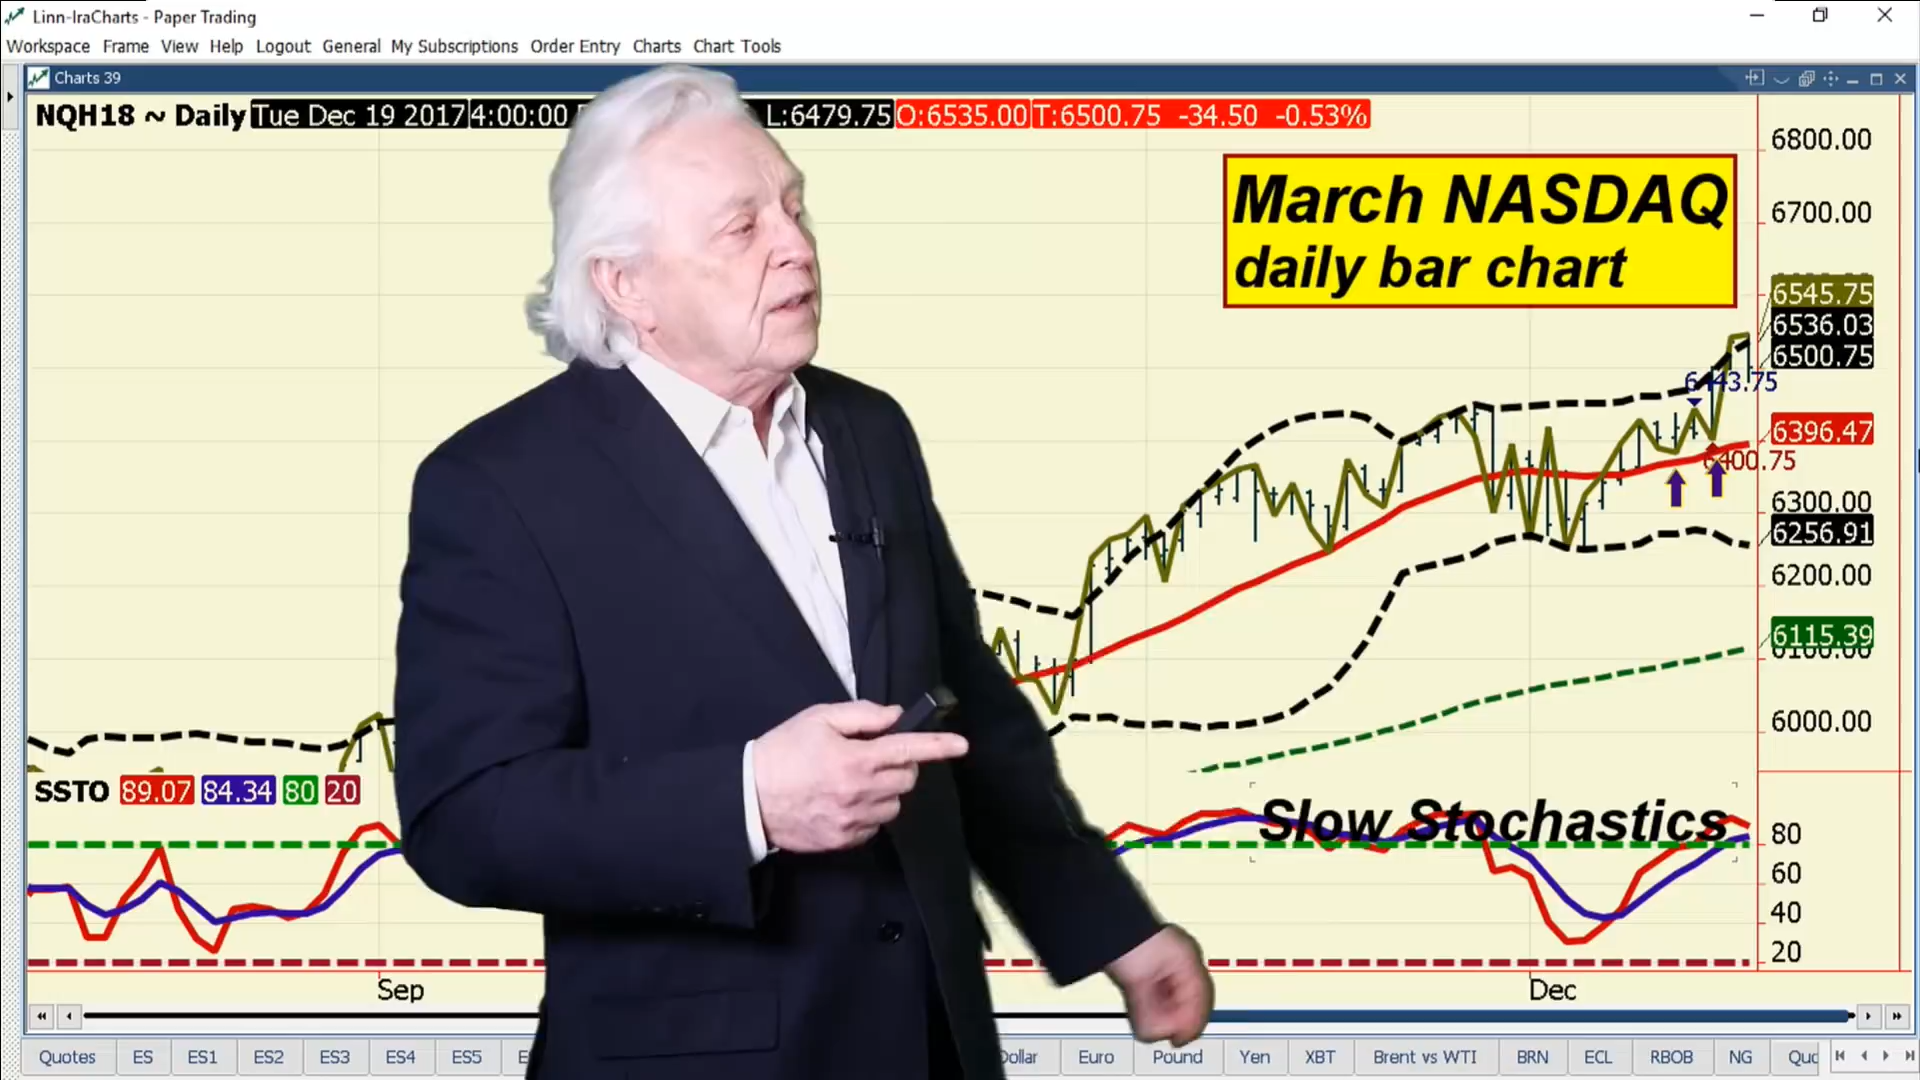 Linn-IraCharts - Paper Trading
Workspace Frame View Help Logout General My Subscriptions Order Entry Charts Chart Tools
Charts 39
NQH18 ~ Daily Tue Dec 19 2017 4:00:00 L:6479.75 O:6535.00 T:6500.75 -34.50 -0.53%
6800.00
March NASDAQ
daily bar chart
6700.00
6545.75
6536.03
6500.75
6443.75
6396.47
6400.75
6300.00
6256.91
6200.00
6115.39
6100.00
6000.00
SSTO 89.07 84.34 80 20
Slow Stochastics
80
60
40
20
Sep Dec
Quotes ES ES1 ES2 ES3 ES4 ES5 Euro Pound Yen XBT Brent vs WTI BRN ECL RBOB NG